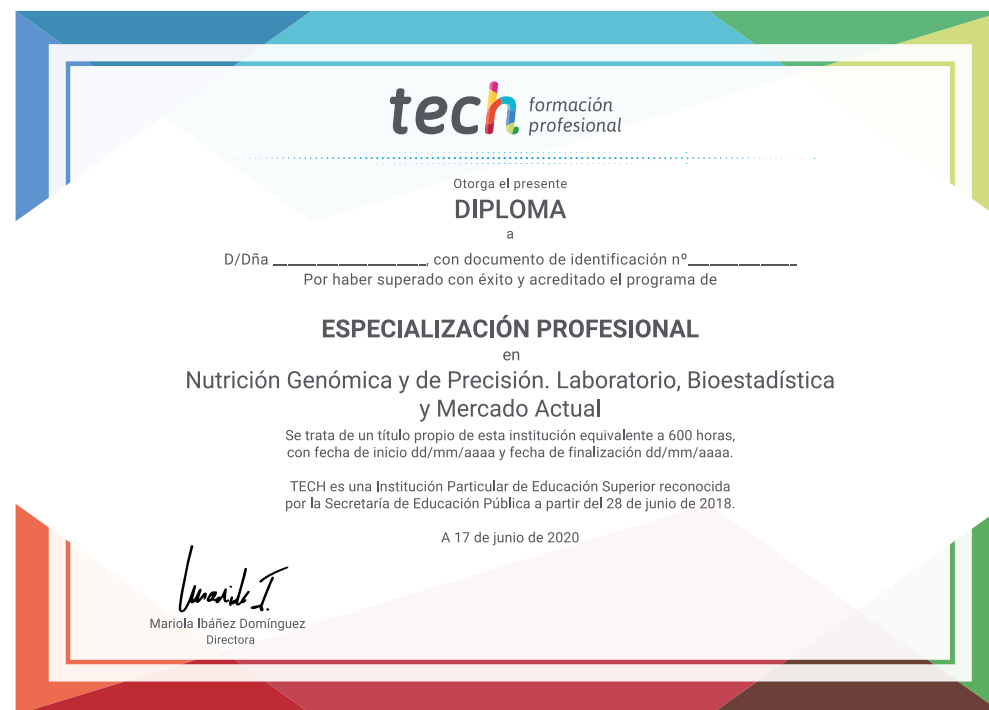 tech formación
profesional
Otorga el presente
DIPLOMA
a
D/Dña ____________________, con documento de identificación nº______________
Por haber superado con éxito y acreditado el programa de
ESPECIALIZACIÓN PROFESIONAL
en
Nutrición Genómica y de Precisión. Laboratorio, Bioestadística
y Mercado Actual
Se trata de un título propio de esta institución equivalente a 600 horas,
con fecha de inicio dd/mm/aaaa y fecha de finalización dd/mm/aaaa.
TECH es una Institución Particular de Educación Superior reconocida
por la Secretaría de Educación Pública a partir del 28 de junio de 2018.
A 17 de junio de 2020
Mariola Ibáñez Domínguez
Directora